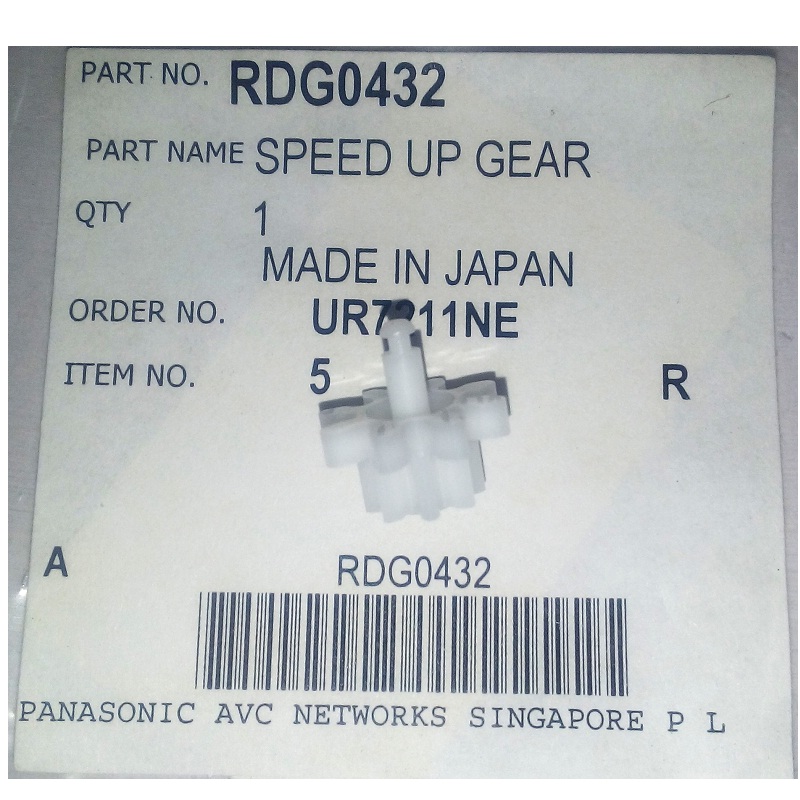 PART NO. RDG0432
PART NAME SPEED UP GEAR
QTY 1
MADE IN JAPAN
ORDER NO.
ITEM NO. 5 R
A
RDG0432
PANASONIC AVC NETWORKS SINGAPORE P L